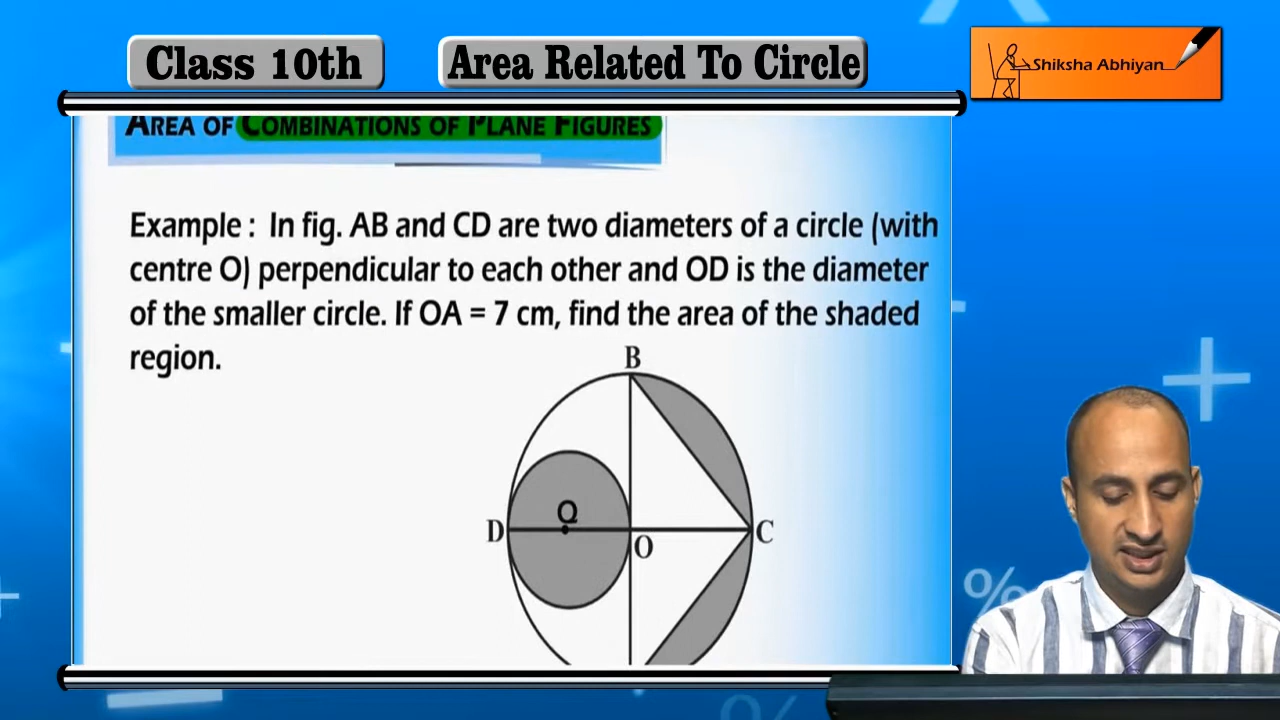 Class 10th
Area Related To Circle
Shiksha Abhiyan
AREA OF COMBINATIONS OF PLANE FIGURES
Example : In fig. AB and CD are two diameters of a circle (with
centre O) perpendicular to each other and OD is the diameter
of the smaller circle. If OA = 7 cm, find the area of the shaded
region.
B
Q
D
O
C
%
%